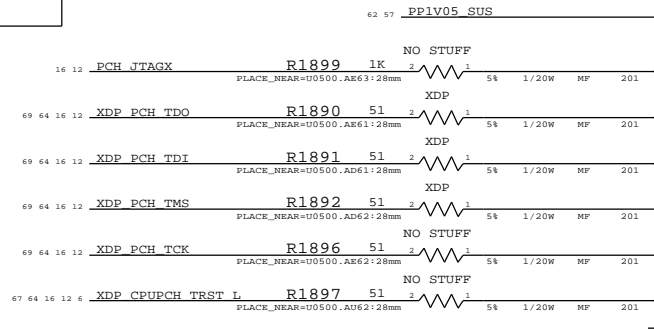 62 57 PP1V05_SUS
NO STUFF
16 12 PCH_JTAGX R1899 1K 2 1
PLACE_NEAR=U0500.AE63:28mm 5% 1/20W MF 201
XDP
69 64 16 12 XDP_PCH_TDO R1890 51 2 1
PLACE_NEAR=U0500.AE61:28mm 5% 1/20W MF 201
XDP
69 64 16 12 XDP_PCH_TDI R1891 51 2 1
PLACE_NEAR=U0500.AD61:28mm 5% 1/20W MF 201
XDP
69 64 16 12 XDP_PCH_TMS R1892 51 2 1
PLACE_NEAR=U0500.AD62:28mm 5% 1/20W MF 201
NO STUFF
69 64 16 12 XDP_PCH_TCK R1896 51 2 1
PLACE_NEAR=U0500.AE62:28mm 5% 1/20W MF 201
NO STUFF
67 64 16 12 6 XDP_CPUPCH_TRST_L R1897 51 2 1
PLACE_NEAR=U0500.AU62:28mm 5% 1/20W MF 201